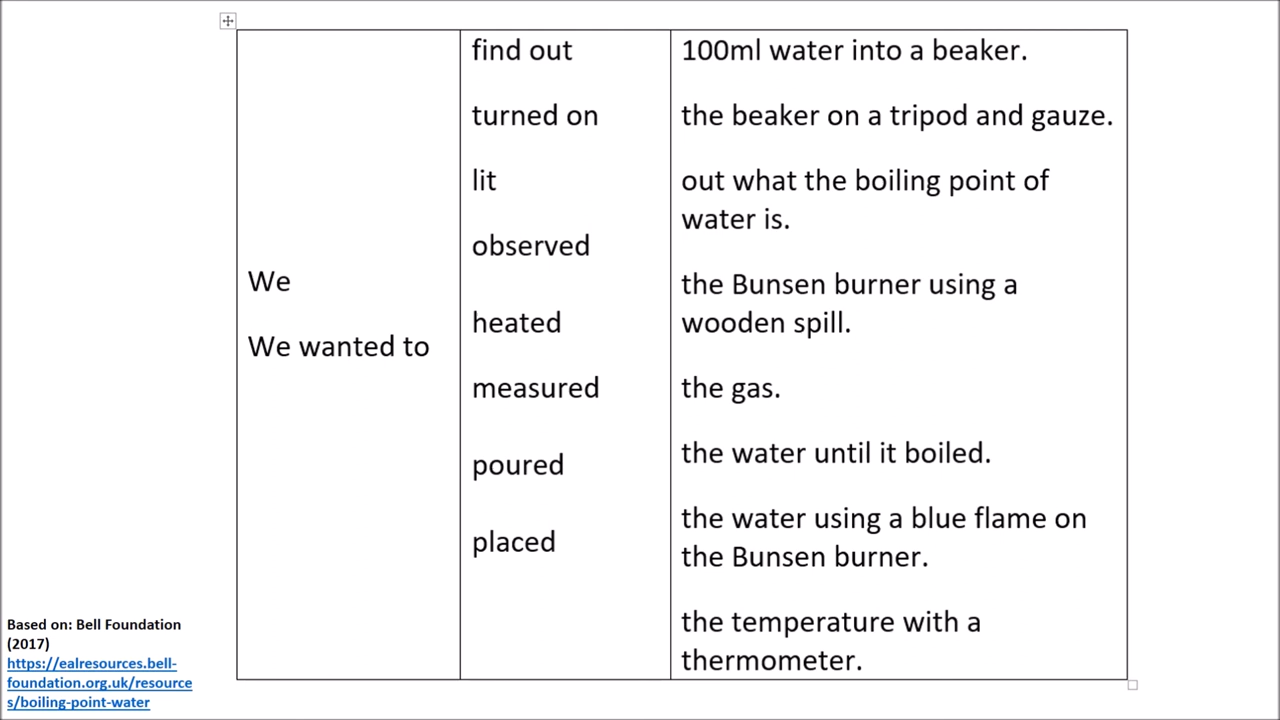 We
We wanted to
find out
turned on
lit
observed
heated
measured
poured
placed
100ml water into a beaker.
the beaker on a tripod and gauze.
out what the boiling point of
water is.
the Bunsen burner using a
wooden spill.
the gas.
the water until it boiled.
the water using a blue flame on
the Bunsen burner.
the temperature with a
thermometer.
Based on: Bell Foundation
(2017)
https://ealresources.bell-
foundation.org.uk/resource
s/boiling-point-water